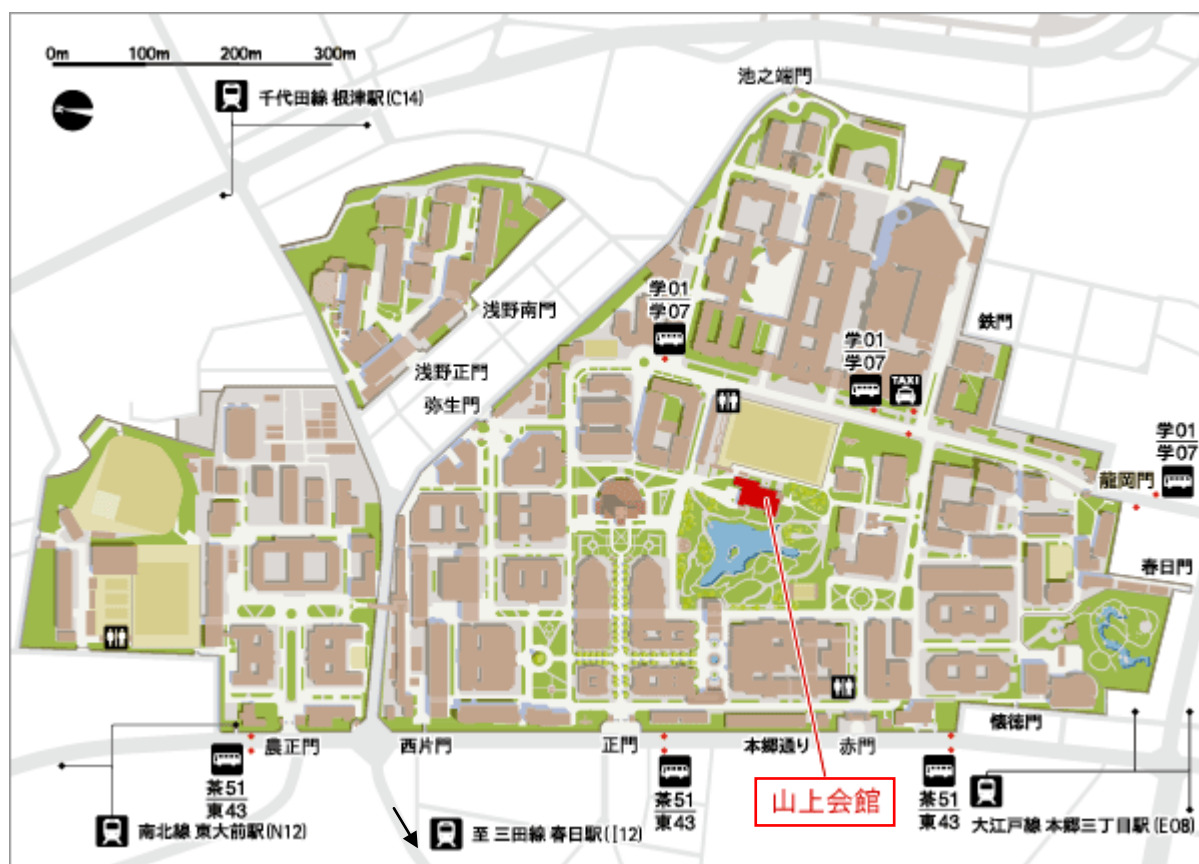 0m 100m 200m 300m
千代田線 根津駅(C14)
池之端門
学01
学07
浅野南門
鉄門
学01
学07
TAXI
浅野正門
弥生門
学01
学07
龍岡門
春日門
懐徳門
農正門
西片門
正門
本郷通り
赤門
茶51
東43
茶51
東43
茶51
東43
山上会館
南北線 東大前駅(N12)
至 三田線 春日駅([12)
大江戸線 本郷三丁目駅(E08)